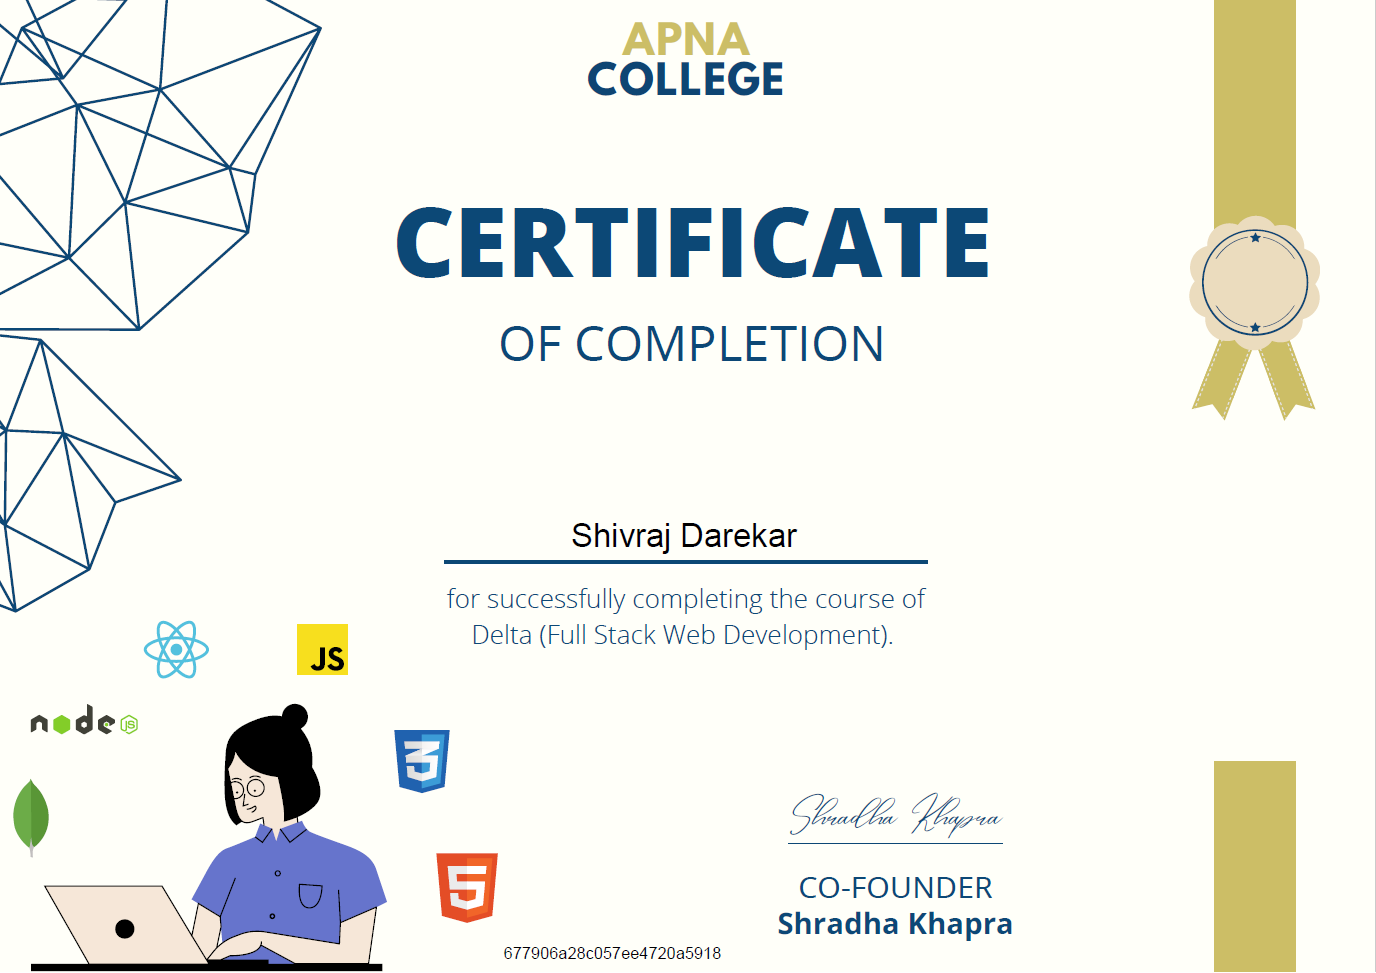 APNA
COLLEGE
CERTIFICATE
OF COMPLETION
Shivraj Darekar
for successfully completing the course of
Delta (Full Stack Web Development).
JS
node
JS
3
5
Shradha Khapra
CO-FOUNDER
Shradha Khapra
677906a28c057ee4720a5918